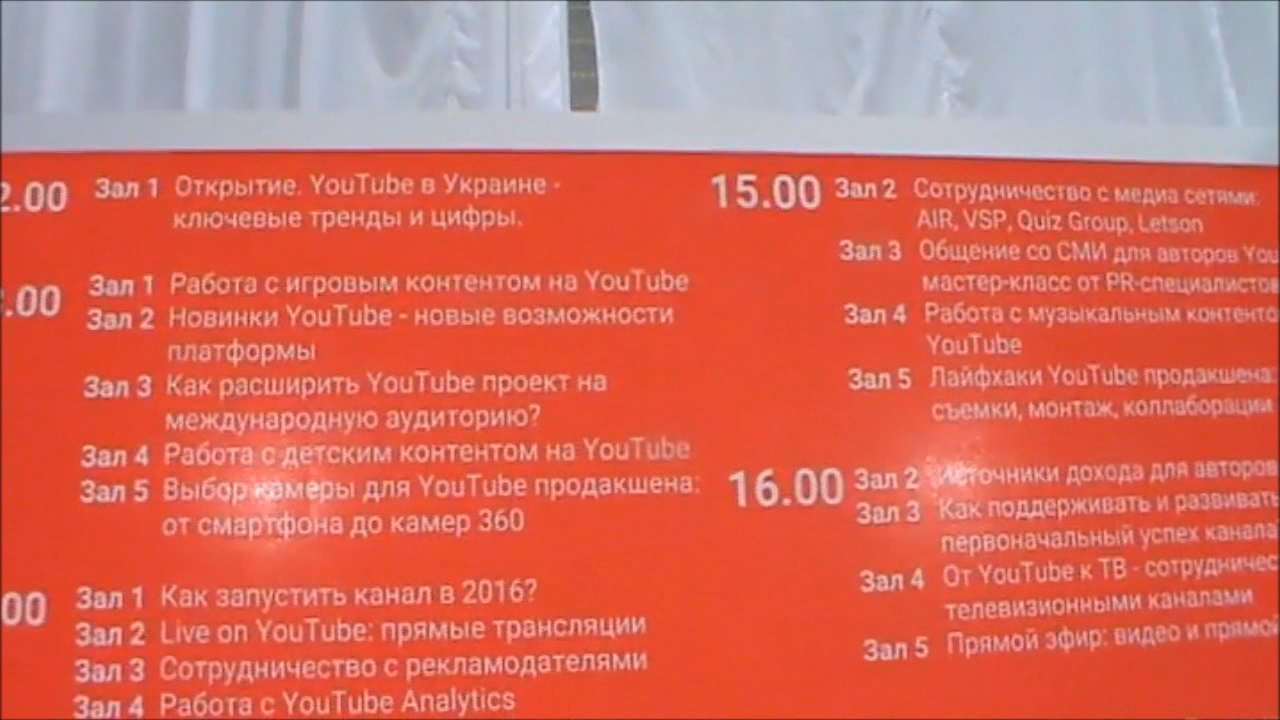 2.00 Зал 1 Открытие. YouTube в Украине -
ключевые тренды и цифры.
.00 Зал 1 Работа с игровым контентом на YouTube
Зал 2 Новинки YouTube - новые возможности
платформы
Зал 3 Как расширить YouTube проект на
международную аудиторию?
Зал 4 Работа с детским контентом на YouTube
Зал 5 Выбор камеры для YouTube продакшена:
от смартфона до камер 360
00 Зал 1 Как запустить канал в 2016?
Зал 2 Live on YouTube: прямые трансляции
Зал 3 Сотрудничество с рекламодателями
Зал 4 Работа с YouTube Analytics
15.00 Зал 2 Сотрудничество с медиа сетями:
AIR, VSP, Quiz Group, Letson
Зал 3 Общение со СМИ для авторов You
мастер-класс от PR-специалистов
Зал 4 Работа с музыкальным контенто
YouTube
Зал 5 Лайфхаки YouTube продакшена:
съемки, монтаж, коллаборации
16.00 Зал 2 Источники дохода для авторов
Зал 3 Как поддерживать и развивать
первоначальный успех канала
Зал 4 От YouTube к ТВ - сотрудничес
телевизионными каналами
Зал 5 Прямой эфир: видео и прямой